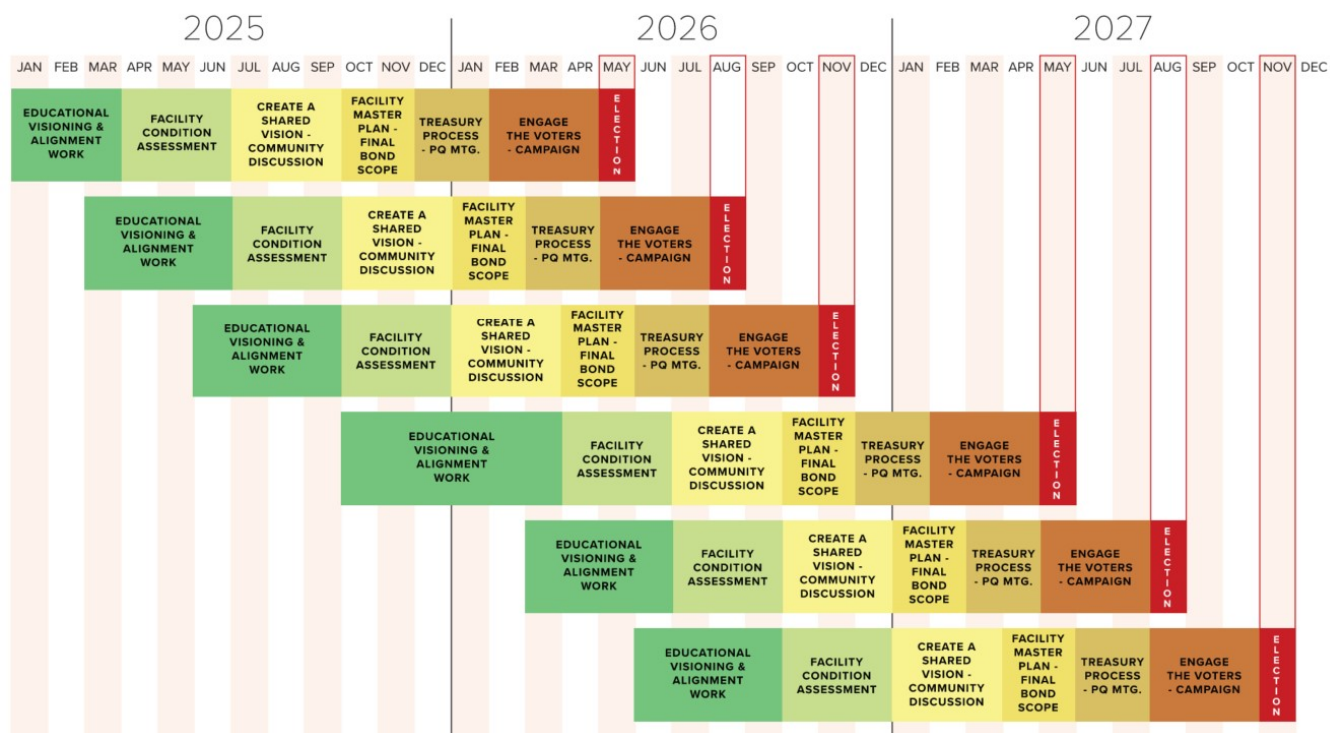 2025 2026 2027
JAN FEB MAR APR MAY JUN JUL AUG SEP OCT NOV DEC JAN FEB MAR APR MAY JUN JUL AUG SEP OCT NOV DEC JAN FEB MAR APR MAY JUN JUL AUG SEP OCT NOV DEC
EDUCATIONAL
VISIONING &
ALIGNMENT
WORK
FACILITY
CONDITION
ASSESSMENT
CREATE A
SHARED
VISION -
COMMUNITY
DISCUSSION
FACILITY
MASTER
PLAN -
FINAL
BOND
SCOPE
TREASURY
PROCESS
- PQ MTG.
ENGAGE
THE VOTERS
- CAMPAIGN
ELECTION
EDUCATIONAL
VISIONING &
ALIGNMENT
WORK
FACILITY
CONDITION
ASSESSMENT
CREATE A
SHARED
VISION -
COMMUNITY
DISCUSSION
FACILITY
MASTER
PLAN -
FINAL
BOND
SCOPE
TREASURY
PROCESS
- PQ MTG.
ENGAGE
THE VOTERS
- CAMPAIGN
ELECTION
EDUCATIONAL
VISIONING &
ALIGNMENT
WORK
FACILITY
CONDITION
ASSESSMENT
CREATE A
SHARED
VISION -
COMMUNITY
DISCUSSION
FACILITY
MASTER
PLAN -
FINAL
BOND
SCOPE
TREASURY
PROCESS
- PQ MTG.
ENGAGE
THE VOTERS
- CAMPAIGN
ELECTION
EDUCATIONAL
VISIONING &
ALIGNMENT
WORK
FACILITY
CONDITION
ASSESSMENT
CREATE A
SHARED
VISION -
COMMUNITY
DISCUSSION
FACILITY
MASTER
PLAN -
FINAL
BOND
SCOPE
TREASURY
PROCESS
- PQ MTG.
ENGAGE
THE VOTERS
- CAMPAIGN
ELECTION
EDUCATIONAL
VISIONING &
ALIGNMENT
WORK
FACILITY
CONDITION
ASSESSMENT
CREATE A
SHARED
VISION -
COMMUNITY
DISCUSSION
FACILITY
MASTER
PLAN -
FINAL
BOND
SCOPE
TREASURY
PROCESS
- PQ MTG.
ENGAGE
THE VOTERS
- CAMPAIGN
ELECTION
EDUCATIONAL
VISIONING &
ALIGNMENT
WORK
FACILITY
CONDITION
ASSESSMENT
CREATE A
SHARED
VISION -
COMMUNITY
DISCUSSION
FACILITY
MASTER
PLAN -
FINAL
BOND
SCOPE
TREASURY
PROCESS
- PQ MTG.
ENGAGE
THE VOTERS
- CAMPAIGN
ELECTION